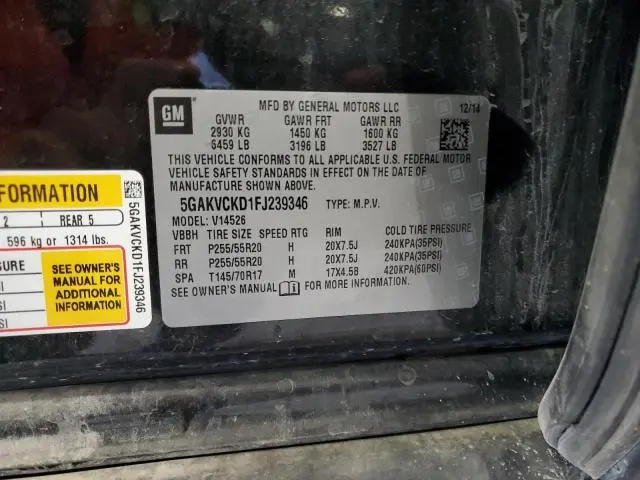 GM
MFD BY GENERAL MOTORS LLC 12/14
GVWR GAWR FRT GAWR RR
2930 KG 1450 KG 1600 KG
6459 LB 3196 LB 3527 LB
THIS VEHICLE CONFORMS TO ALL APPLICABLE U.S. FEDERAL MOTOR
VEHICLE SAFETY STANDARDS IN EFFECT ON THE DATE OF
MANUFACTURE SHOWN ABOVE.
5GAKVCKD1FJ239346 TYPE: M.P.V.
MODEL: V14526
VBBH TIRE SIZE SPEED RTG RIM COLD TIRE PRESSURE
FRT P255/55R20 H 20X7.5J 240KPA(35PSI)
RR P255/55R20 H 20X7.5J 240KPA(35PSI)
SPA T145/70R17 M 17X4.5B 420KPA(60PSI)
SEE OWNER'S MANUAL FOR MORE INFORMATION.
FORMATION
2 REAR 5
596 kg or 1314 lbs.
SURE
SI
SI
SEE OWNER'S
MANUAL FOR
ADDITIONAL
INFORMATION
5GAKVCKD1FJ239346